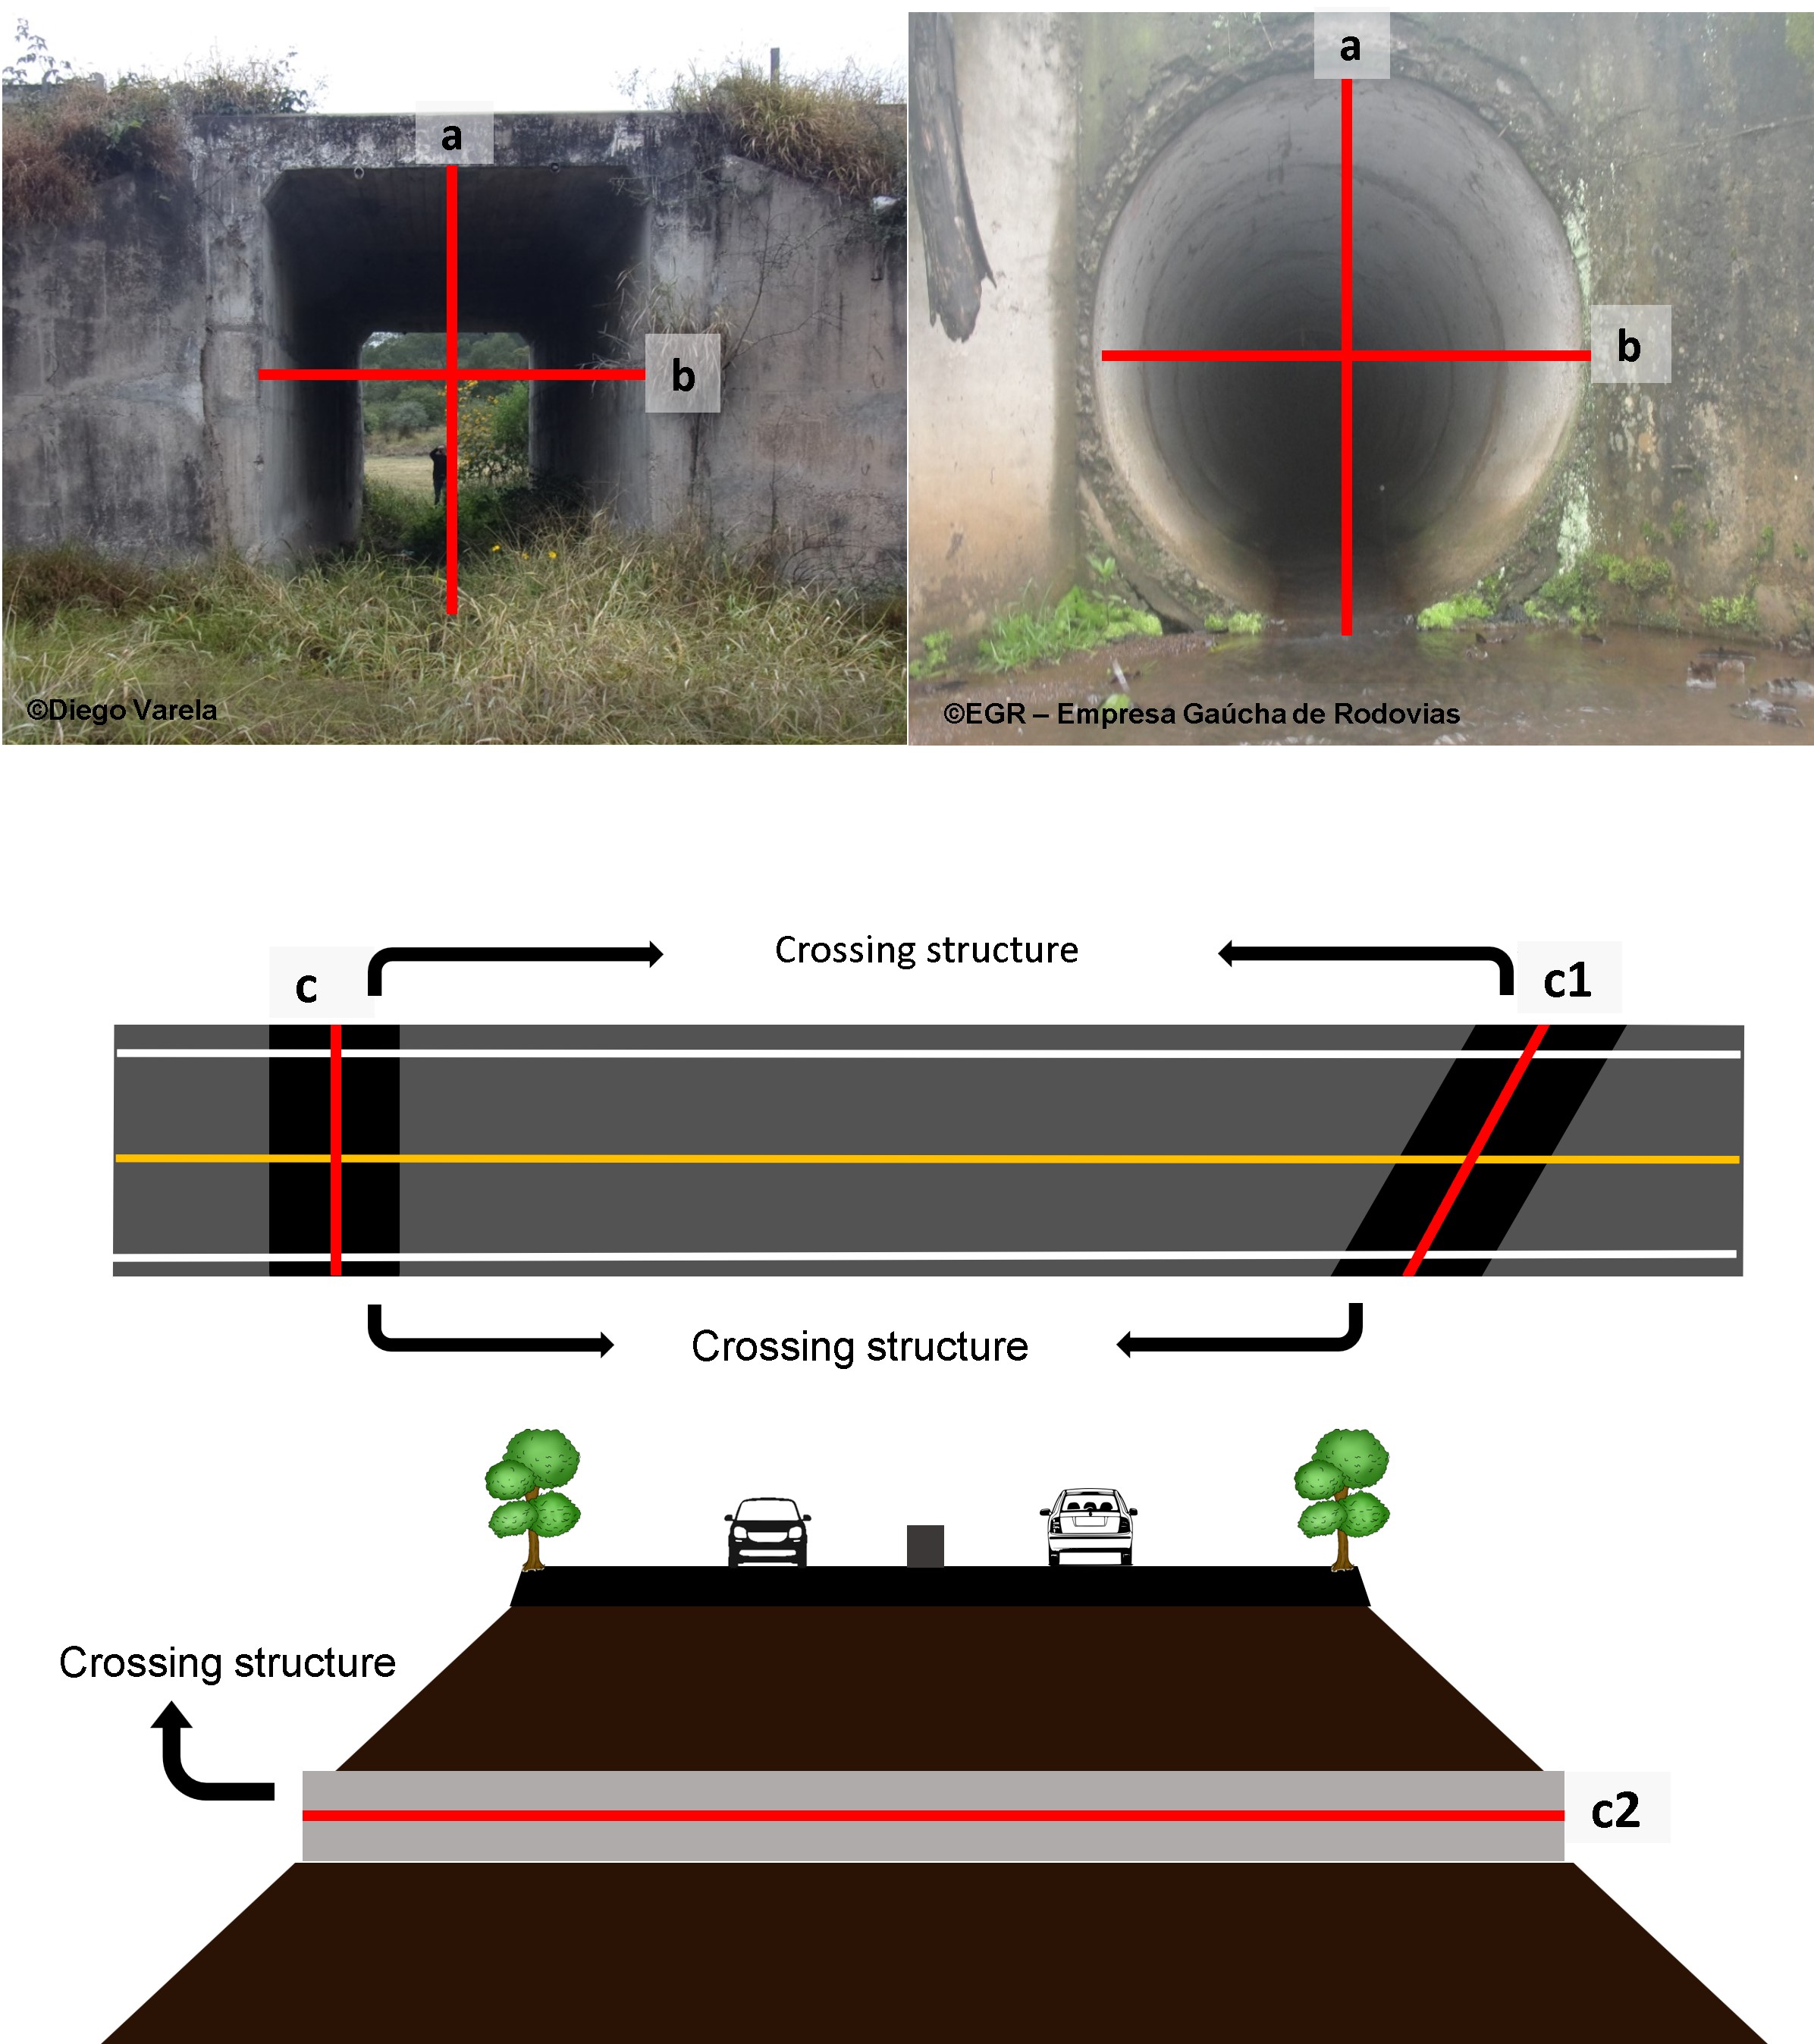 a
a
b
b
©Diego Varela
©EGR – Empresa Gaúcha de Rodovias
c
Crossing structure
c1
Crossing structure
Crossing structure
c2